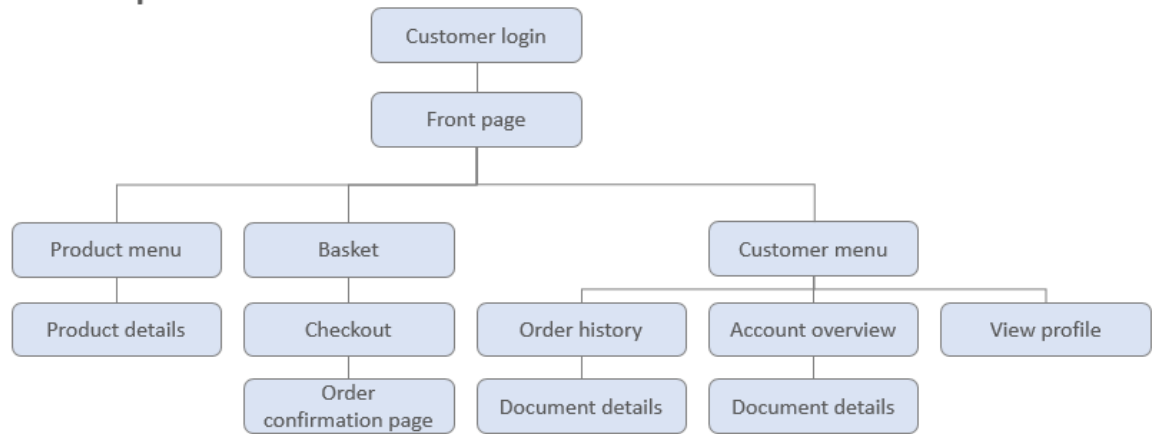 Customer login
Front page
Product menu
Basket
Customer menu
Product details
Checkout
Order history
Account overview
View profile
Order
confirmation page
Document details
Document details